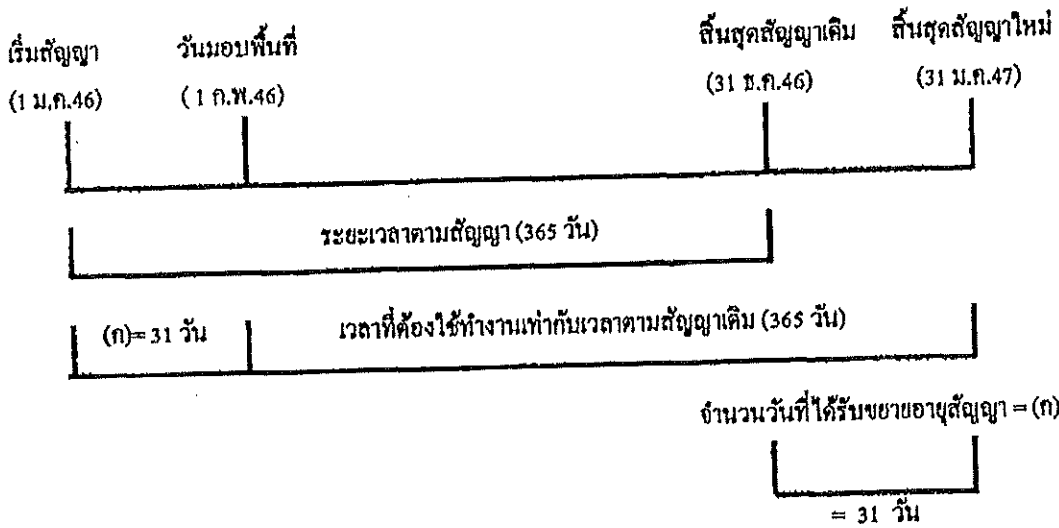 เริ่มสัญญา วันมอบพื้นที่ สิ้นสุดสัญญาเดิม สิ้นสุดสัญญาใหม่
(1 ม.ค.46) ( 1 ก.พ.46) (31 ธ.ค.46) (31 ม.ค.47)
ระยะเวลาตามสัญญา (365 วัน)
(ก)= 31 วัน เวลาที่ต้องใช้ทำงานเท่ากับเวลาตามสัญญาเดิม (365 วัน)
จำนวนวันที่ได้รับขยายอายุสัญญา = (ก)
= 31 วัน